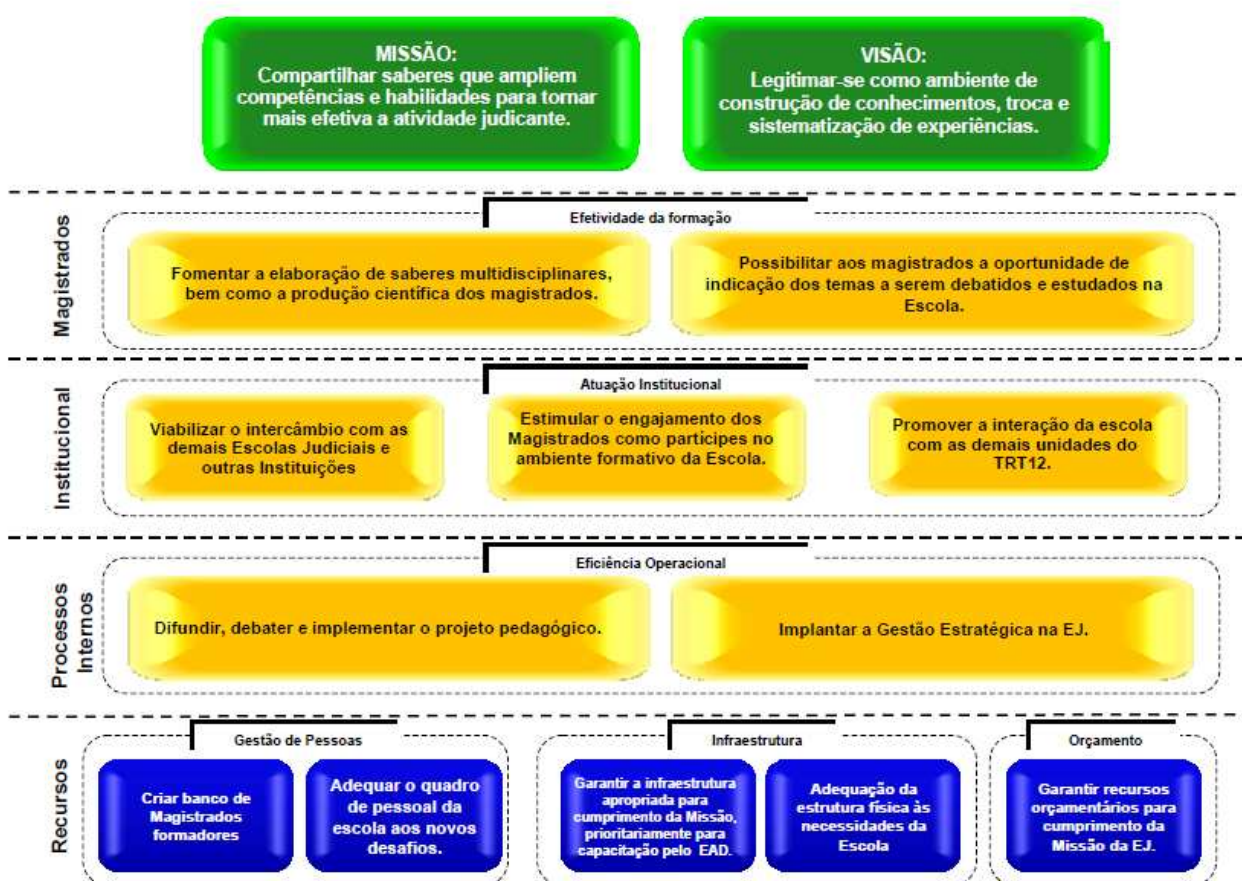 MISSÃO:
Compartilhar saberes que ampliem
competências e habilidades para tornar
mais efetiva a atividade judicante.
VISÃO:
Legitimar-se como ambiente de
construção de conhecimentos, troca e
sistematização de experiências.
Magistrados
Efetividade da formação
Fomentar a elaboração de saberes multidisciplinares,
bem como a produção científica dos magistrados.
Possibilitar aos magistrados a oportunidade de
indicação dos temas a serem debatidos e estudados na
Escola.
Institucional
Atuação Institucional
Viabilizar o intercâmbio com as
demais Escolas Judiciais e
outras Instituições
Estimular o engajamento dos
Magistrados como partícipes no
ambiente formativo da Escola.
Promover a interação da escola
com as demais unidades do
TRT12.
Processos
Internos
Eficiência Operacional
Difundir, debater e implementar o projeto pedagógico.
Implantar a Gestão Estratégica na EJ.
Recursos
Gestão de Pessoas
Criar banco de
Magistrados
formadores
Adequar o quadro
de pessoal da
escola aos novos
desafios.
Infraestrutura
Garantir a infraestrutura
apropriada para
cumprimento da Missão,
prioritariamente para
capacitação pelo EAD.
Adequação da
estrutura física às
necessidades da
Escola
Orçamento
Garantir recursos
orçamentários para
cumprimento da
Missão da EJ.